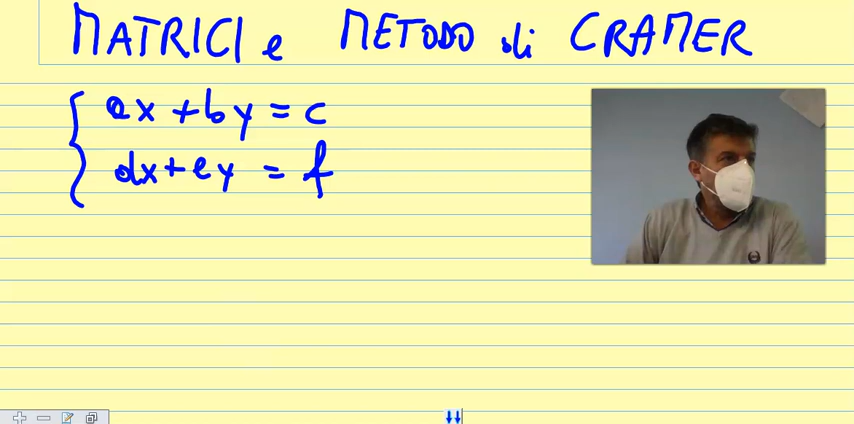 MATRICI e METODO di CRAMER
ax + by = c
dx + ey = f